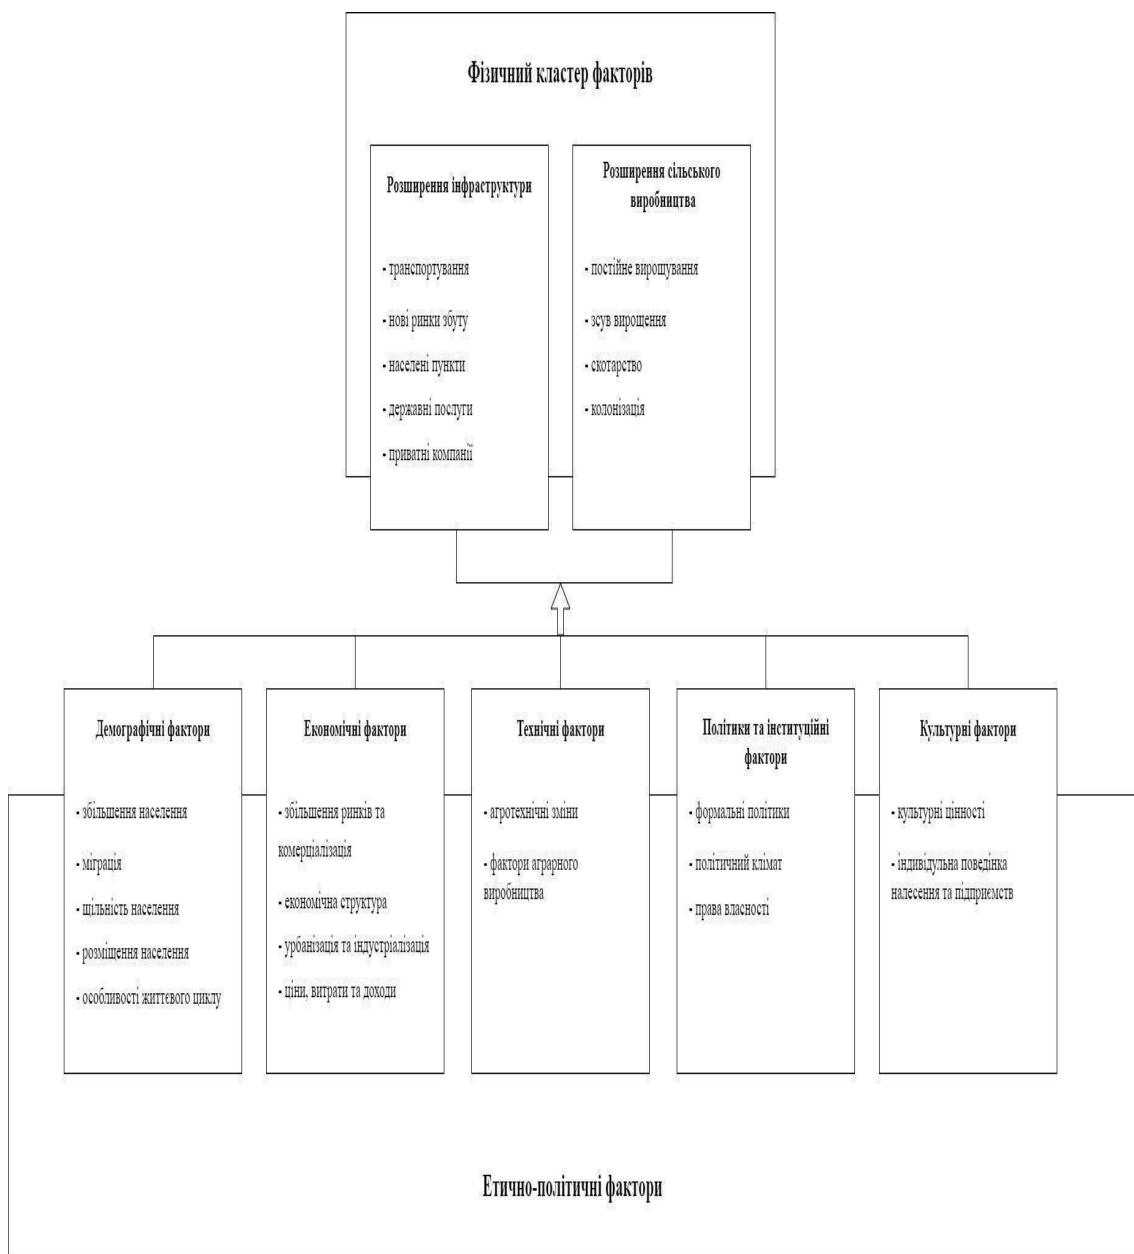 Фізичний кластер факторів
Розширення інфраструктури
- транспортування
- нові ринки збуту
- населені пункти
- державні послуги
- приватні компанії
Розширення сільського
виробництва
- постійне вирощування
- зсув вирощення
- скотарство
- колонізація
Демографічні фактори
- збільшення населення
- міграція
- щільність населення
- розміщення населення
- особливості життєвого циклу
Економічні фактори
- збільшення ринків та
комерціалізація
- економічна структура
- урбанізація та індустріалізація
- ціни, витрати та доходи
Технічні фактори
- агротехнічні зміни
- фактори аграрного
виробництва
Політики та інституційні
фактори
- формальні політики
- політичний клімат
- права власності
Культурні фактори
- культурні цінності
- індивідульна поведінка
налесення та підприємств
Етично-політичні фактори